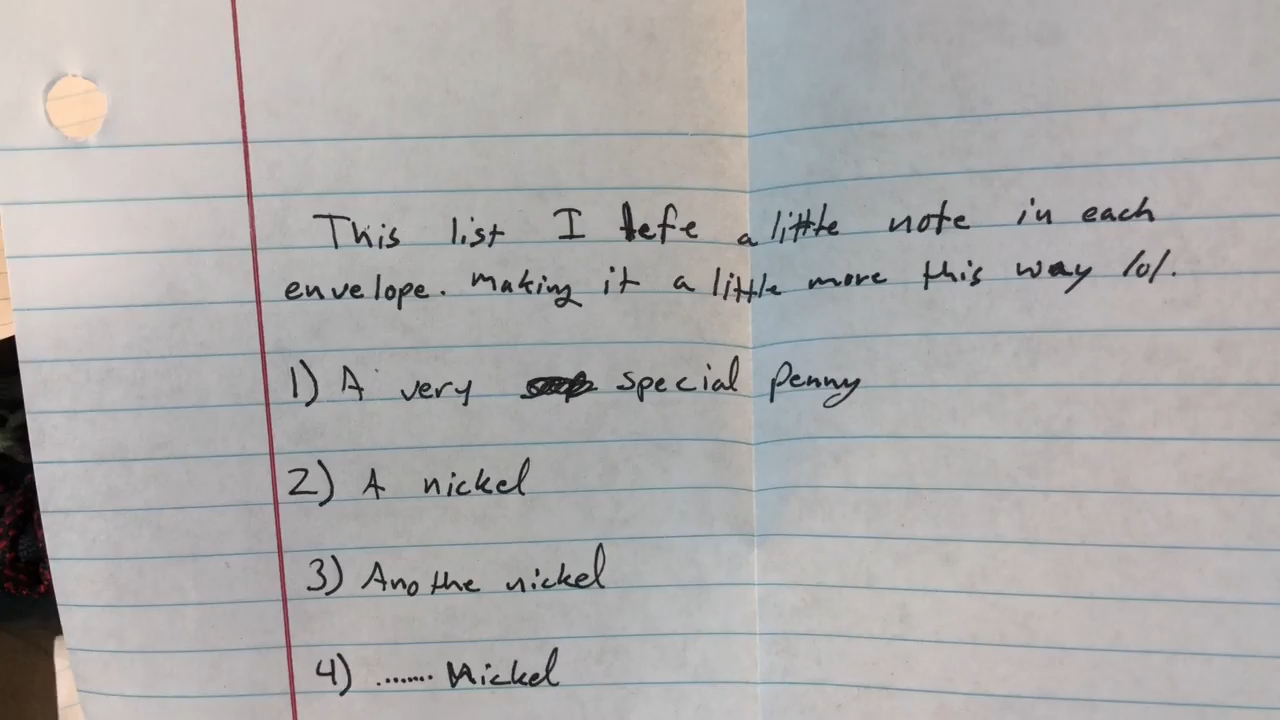 This list I lefe a little note in each
envelope. Making it a little more this way lol.
1) A very special penny
2) A nickel
3) Anothe nickel
4) ....... Nickel